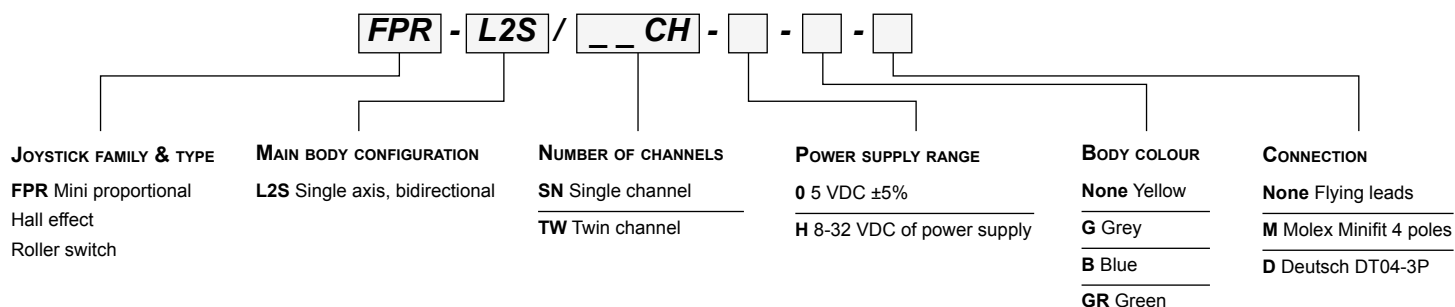 FPR - L2S / _ _ CH - - -
JOYSTICK FAMILY & TYPE
FPR Mini proportional
Hall effect
Roller switch
MAIN BODY CONFIGURATION
L2S Single axis, bidirectional
NUMBER OF CHANNELS
SN Single channel
TW Twin channel
POWER SUPPLY RANGE
0 5 VDC ±5%
H 8-32 VDC of power supply
BODY COLOUR
None Yellow
G Grey
B Blue
GR Green
CONNECTION
None Flying leads
M Molex Minifit 4 poles
D Deutsch DT04-3P